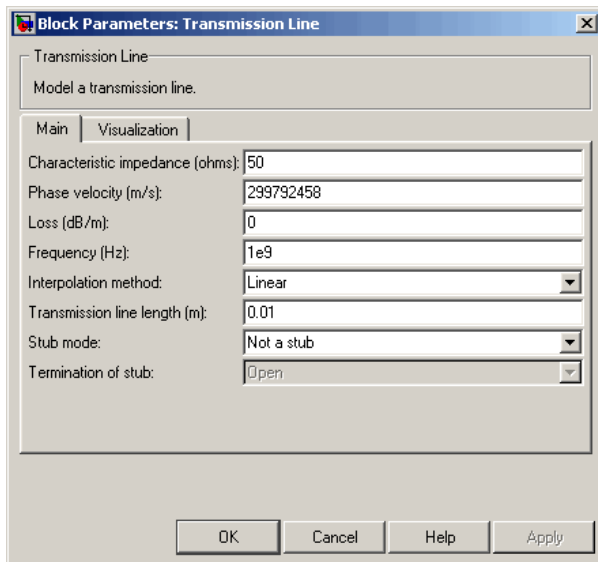 Block Parameters: Transmission Line
Transmission Line
Model a transmission line.
Main Visualization
Characteristic impedance (ohms): 50
Phase velocity (m/s): 299792458
Loss (dB/m): 0
Frequency (Hz): 1e9
Interpolation method: Linear
Transmission line length (m): 0.01
Stub mode: Not a stub
Termination of stub: Open
OK Cancel Help Apply